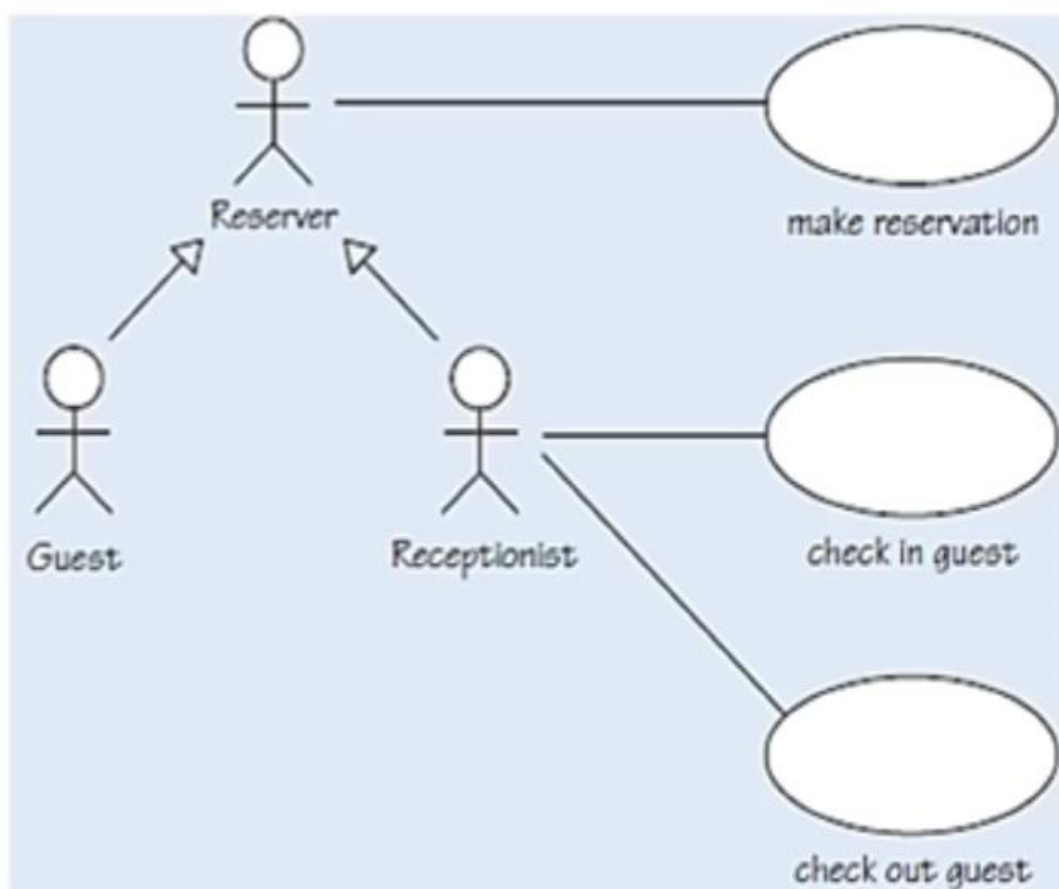 Reserver
make reservation
Guest
Receptionist
check in guest
check out guest